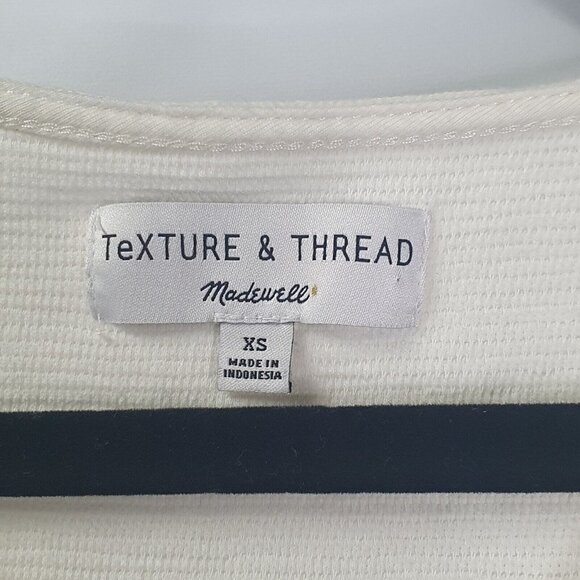 TeXTURE & THREAD
Madewell
XS
MADE IN
INDONESIA